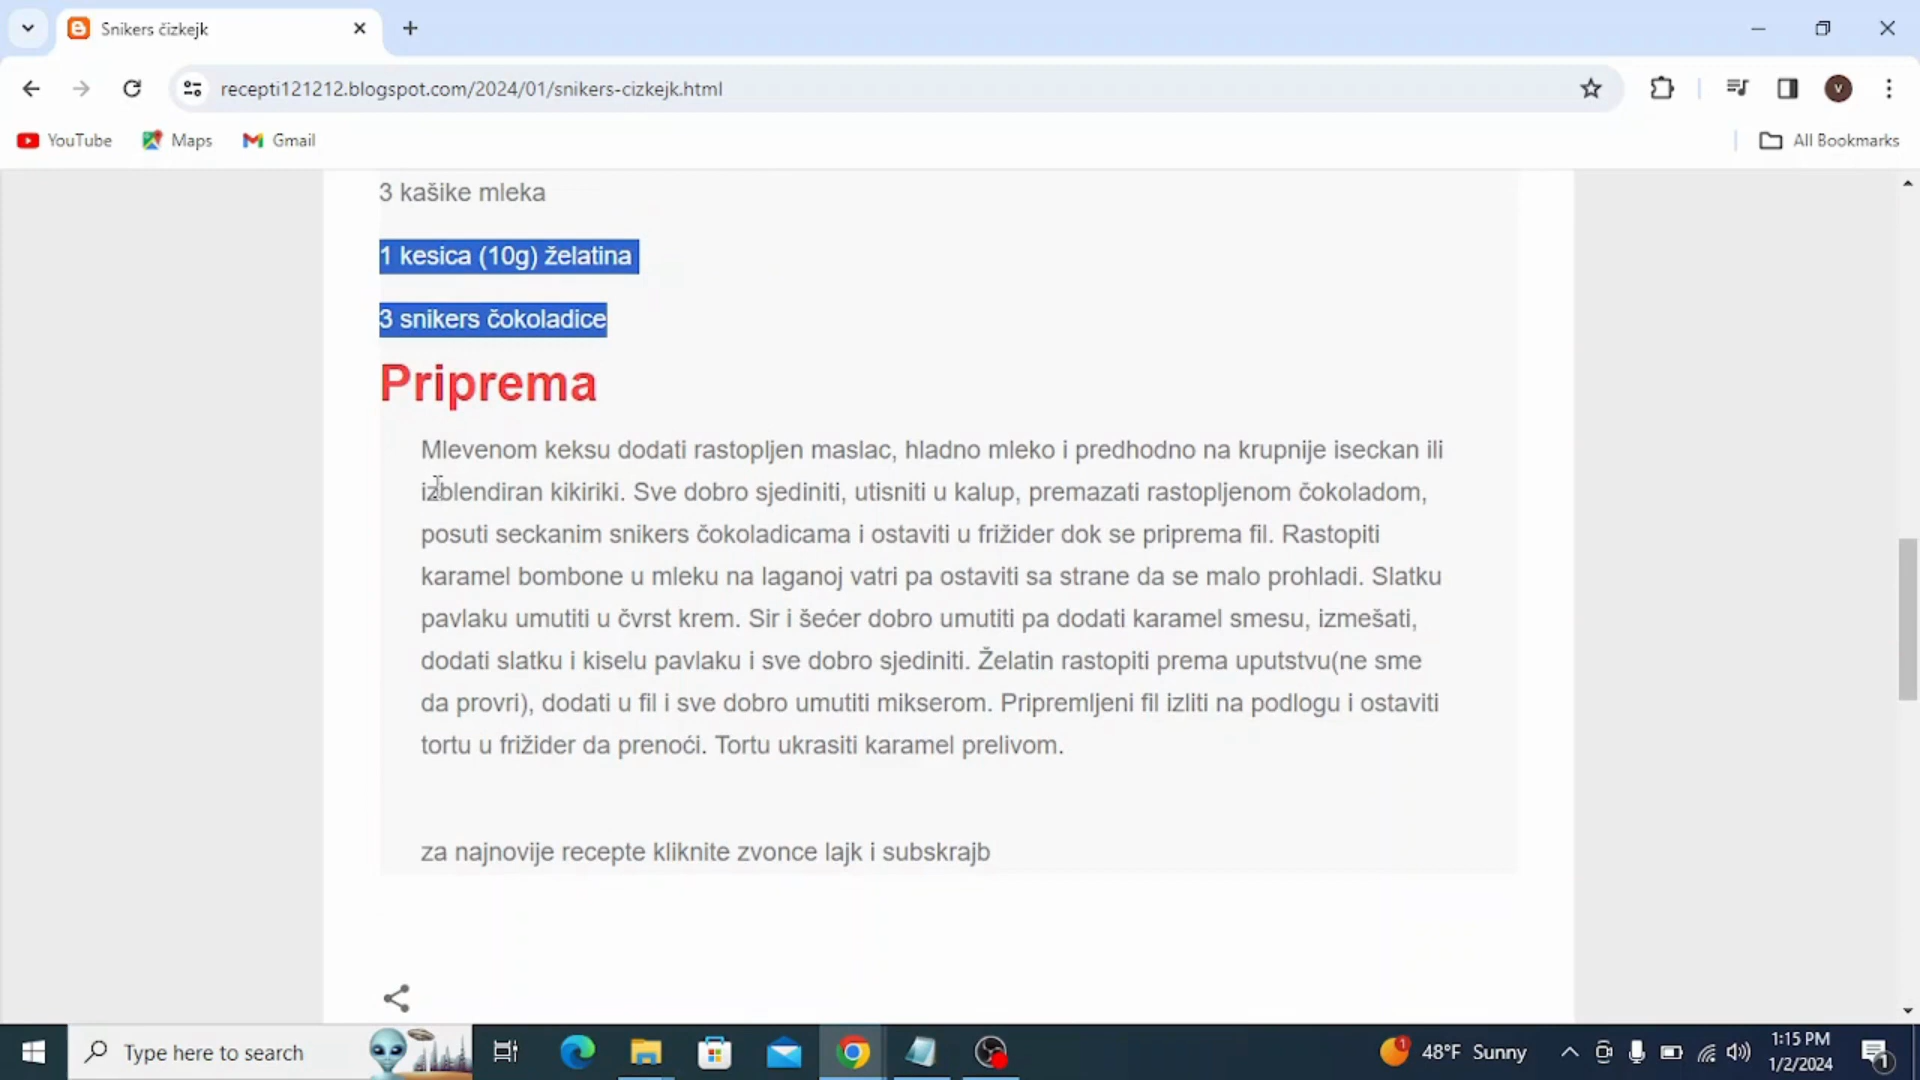 Snikers čizkejk
recepti121212.blogspot.com/2024/01/snikers-cizkejk.html
V
YouTube
Maps
Gmail
All Bookmarks
3 kašike mleka
1 kesica (10g) želatina
3 snikers čokoladice
Priprema
Mlevenom keksu dodati rastopljen maslac, hladno mleko i predhodno na krupnije iseckan ili
izblendiran kikiriki. Sve dobro sjediniti, utisniti u kalup, premazati rastopljenom čokoladom,
posuti seckanim snikers čokoladicama i ostaviti u frižider dok se priprema fil. Rastopiti
karamel bombone u mleku na laganoj vatri pa ostaviti sa strane da se malo prohladi. Slatku
pavlaku umutiti u čvrst krem. Sir i šećer dobro umutiti pa dodati karamel smesu, izmešati,
dodati slatku i kiselu pavlaku i sve dobro sjediniti. Želatin rastopiti prema uputstvu(ne sme
da provri), dodati u fil i sve dobro umutiti mikserom. Pripremljeni fil izliti na podlogu i ostaviti
tortu u frižider da prenoći. Tortu ukrasiti karamel prelivom.
za najnovije recepte kliknite zvonce lajk i subskrajb
Type here to search
1
48°F Sunny
1:15 PM
1/2/2024
1